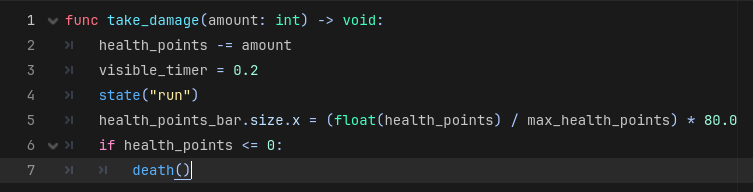 1 func take_damage(amount: int) -> void:
2 health_points -= amount
3 visible_timer = 0.2
4 state("run")
5 health_points_bar.size.x = (float(health_points) / max_health_points) * 80.0
6 if health_points <= 0:
7 death()